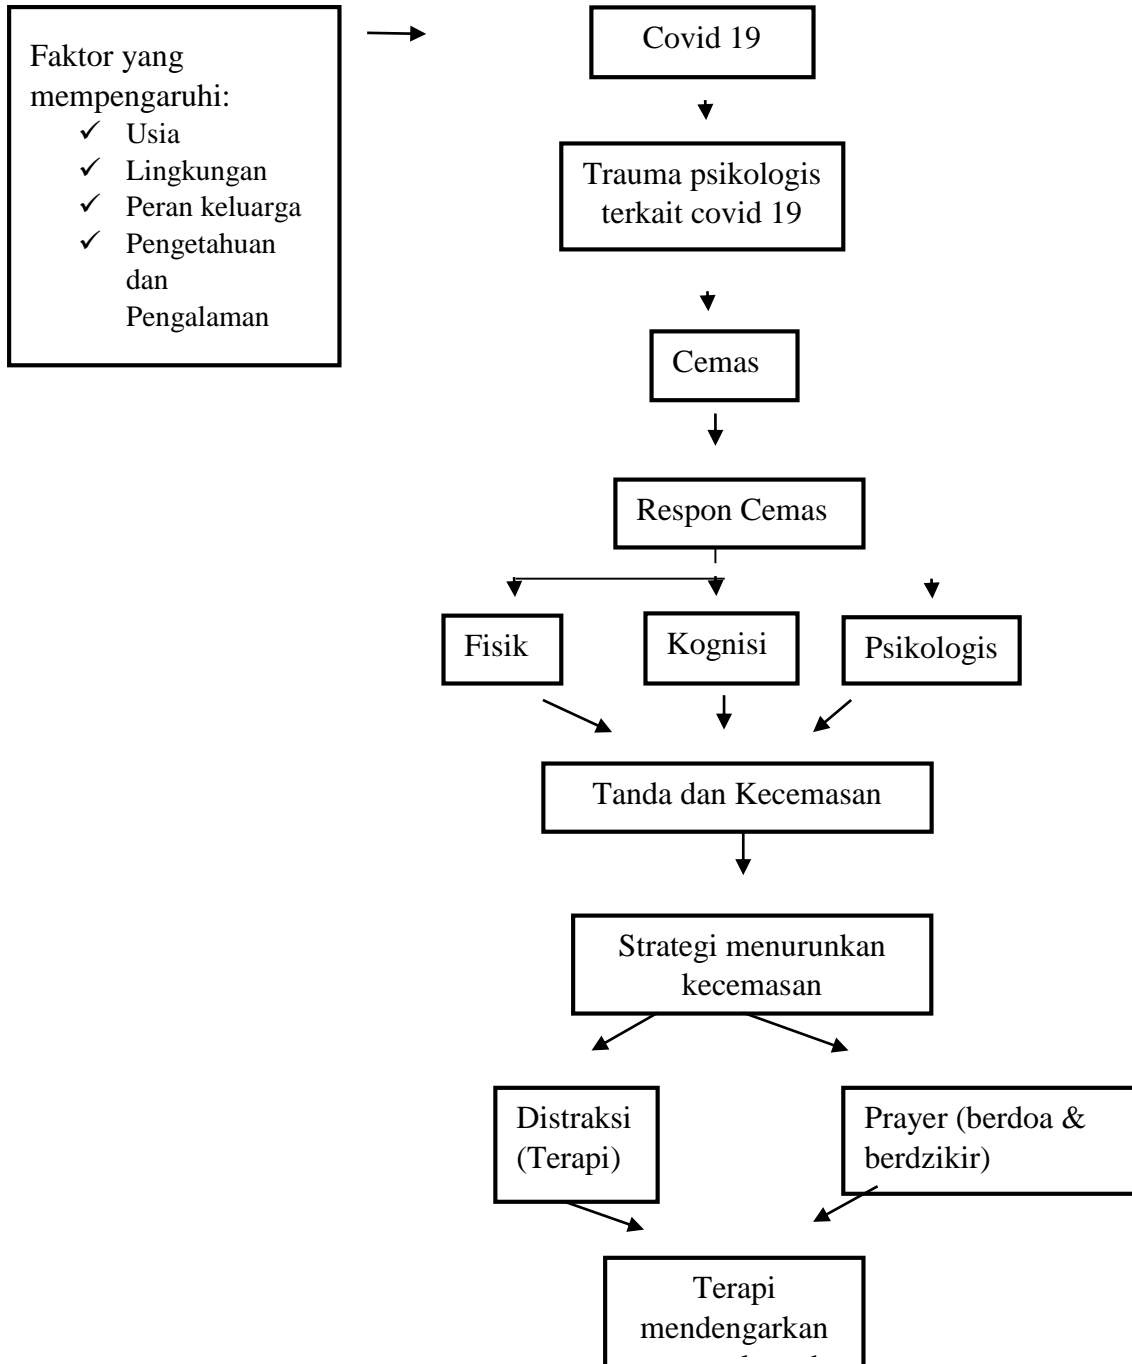 Faktor yang
mempengaruhi:
✓ Usia
✓ Lingkungan
✓ Peran keluarga
✓ Pengetahuan
dan
Pengalaman
Covid 19
Trauma psikologis
terkait covid 19
Cemas
Respon Cemas
Fisik
Kognisi
Psikologis
Tanda dan Kecemasan
Strategi menurunkan
kecemasan
Distraksi
(Terapi)
Prayer (berdoa &
berdzikir)
Terapi
mendengarkan